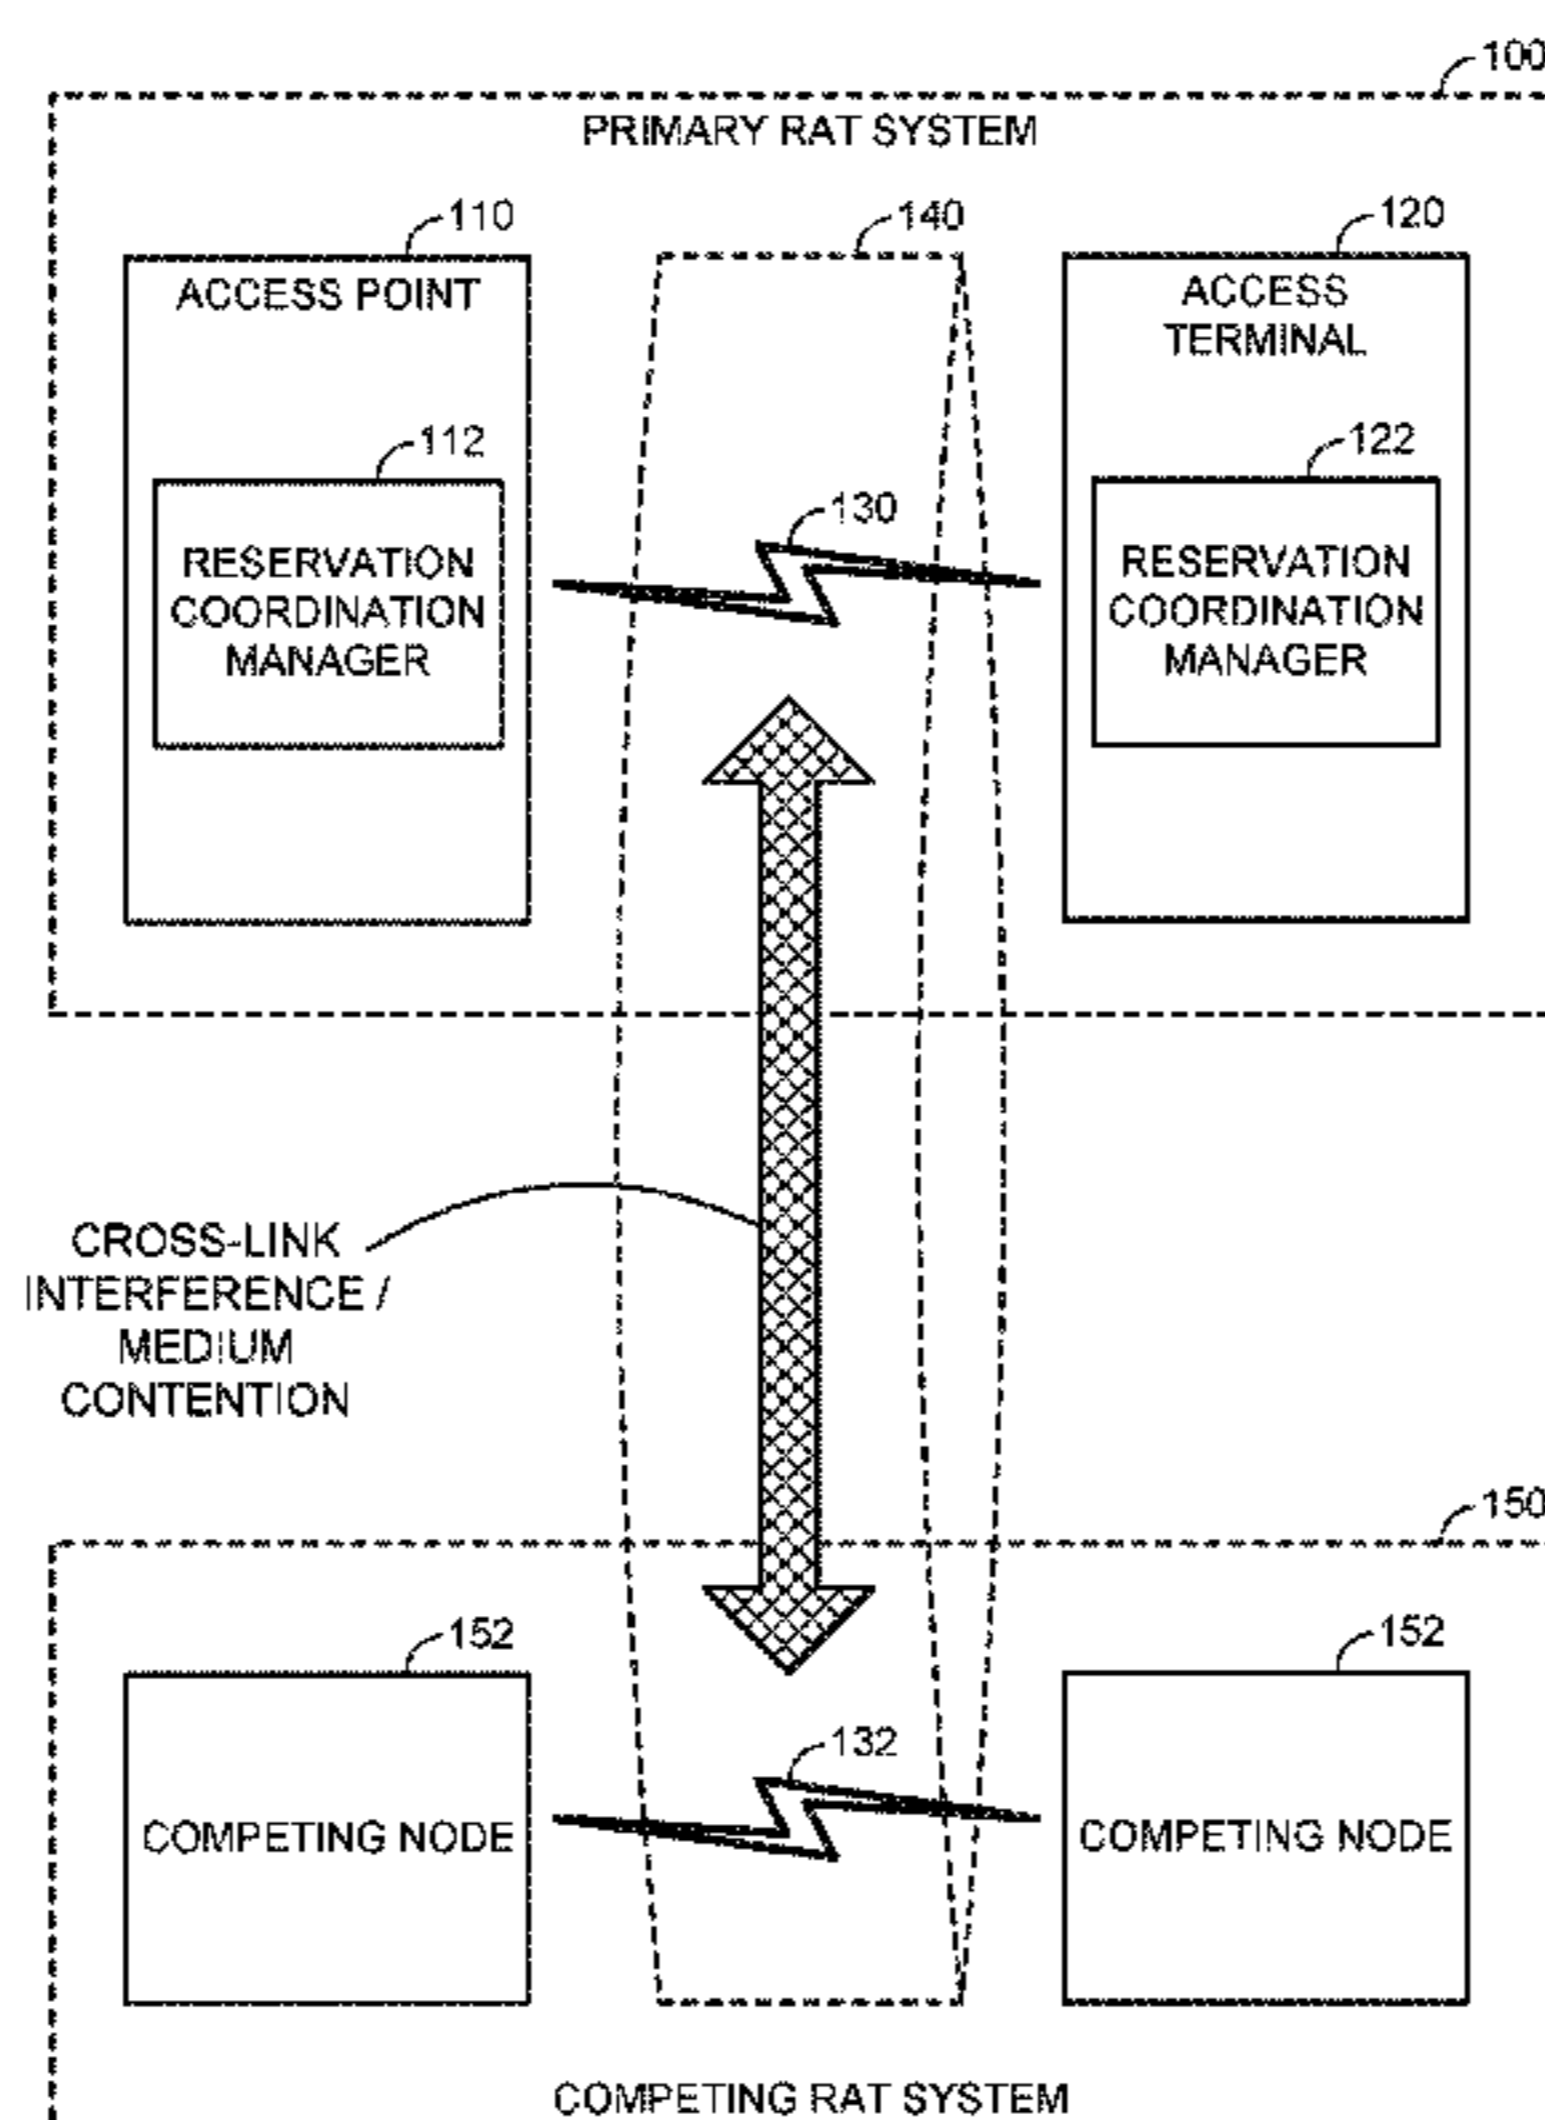 100
PRIMARY RAT SYSTEM
110
140
120
ACCESS POINT
ACCESS
TERMINAL
112
122
130
RESERVATION
COORDINATION
MANAGER
RESERVATION
COORDINATION
MANAGER
CROSS-LINK
INTERFERENCE /
MEDIUM
CONTENTION
150
152
152
132
COMPETING NODE
COMPETING NODE
COMPETING RAT SYSTEM